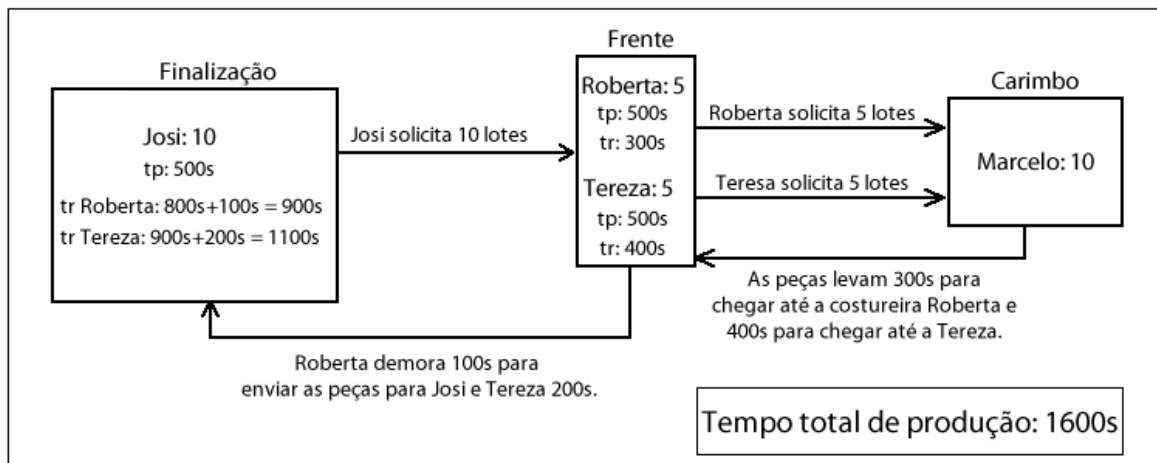 Finalização
Josi: 10
tp: 500s
tr Roberta: 800s+100s = 900s
tr Tereza: 900s+200s = 1100s
Josi solicita 10 lotes
Frente
Roberta: 5
tp: 500s
tr: 300s
Tereza: 5
tp: 500s
tr: 400s
Roberta solicita 5 lotes
Teresa solicita 5 lotes
Carimbo
Marcelo: 10
As peças levam 300s para
chegar até a costureira Roberta e
400s para chegar até a Tereza.
Roberta demora 100s para
enviar as peças para Josi e Tereza 200s.
Tempo total de produção: 1600s